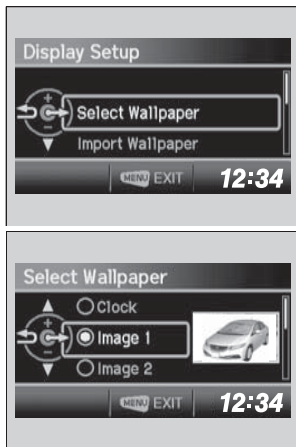 Display Setup
Select Wallpaper
Import Wallpaper
MENU EXIT
12:34
Select Wallpaper
Clock
Image 1
Image 2
MENU EXIT
12:34